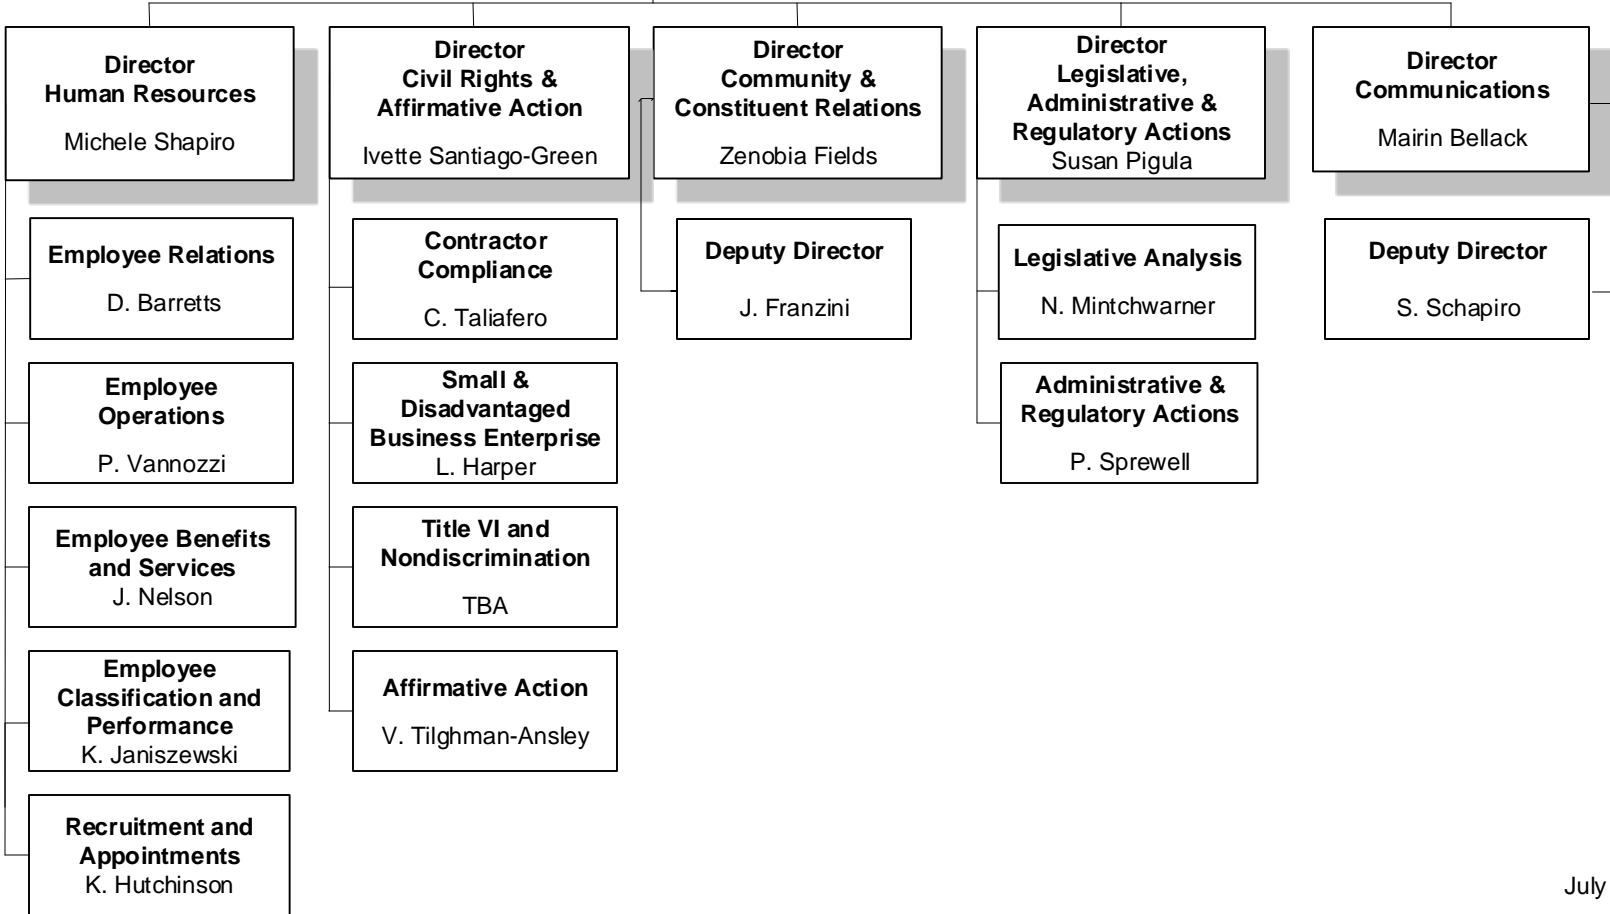 Director
Human Resources
Michele Shapiro
Director
Civil Rights &
Affirmative Action
Ivette Santiago-Green
Director
Community &
Constituent Relations
Zenobia Fields
Director
Legislative,
Administrative &
Regulatory Actions
Susan Pigula
Director
Communications
Mairin Bellack
Employee Relations
D. Barretts
Contractor
Compliance
C. Taliafero
Deputy Director
J. Franzini
Legislative Analysis
N. Mintchwarner
Deputy Director
S. Schapiro
Employee
Operations
P. Vannozzi
Small &
Disadvantaged
Business Enterprise
L. Harper
Administrative &
Regulatory Actions
P. Sprewell
Employee Benefits
and Services
J. Nelson
Title VI and
Nondiscrimination
TBA
Employee
Classification and
Performance
K. Janiszewski
Affirmative Action
V. Tilghman-Ansley
Recruitment and
Appointments
K. Hutchinson
July